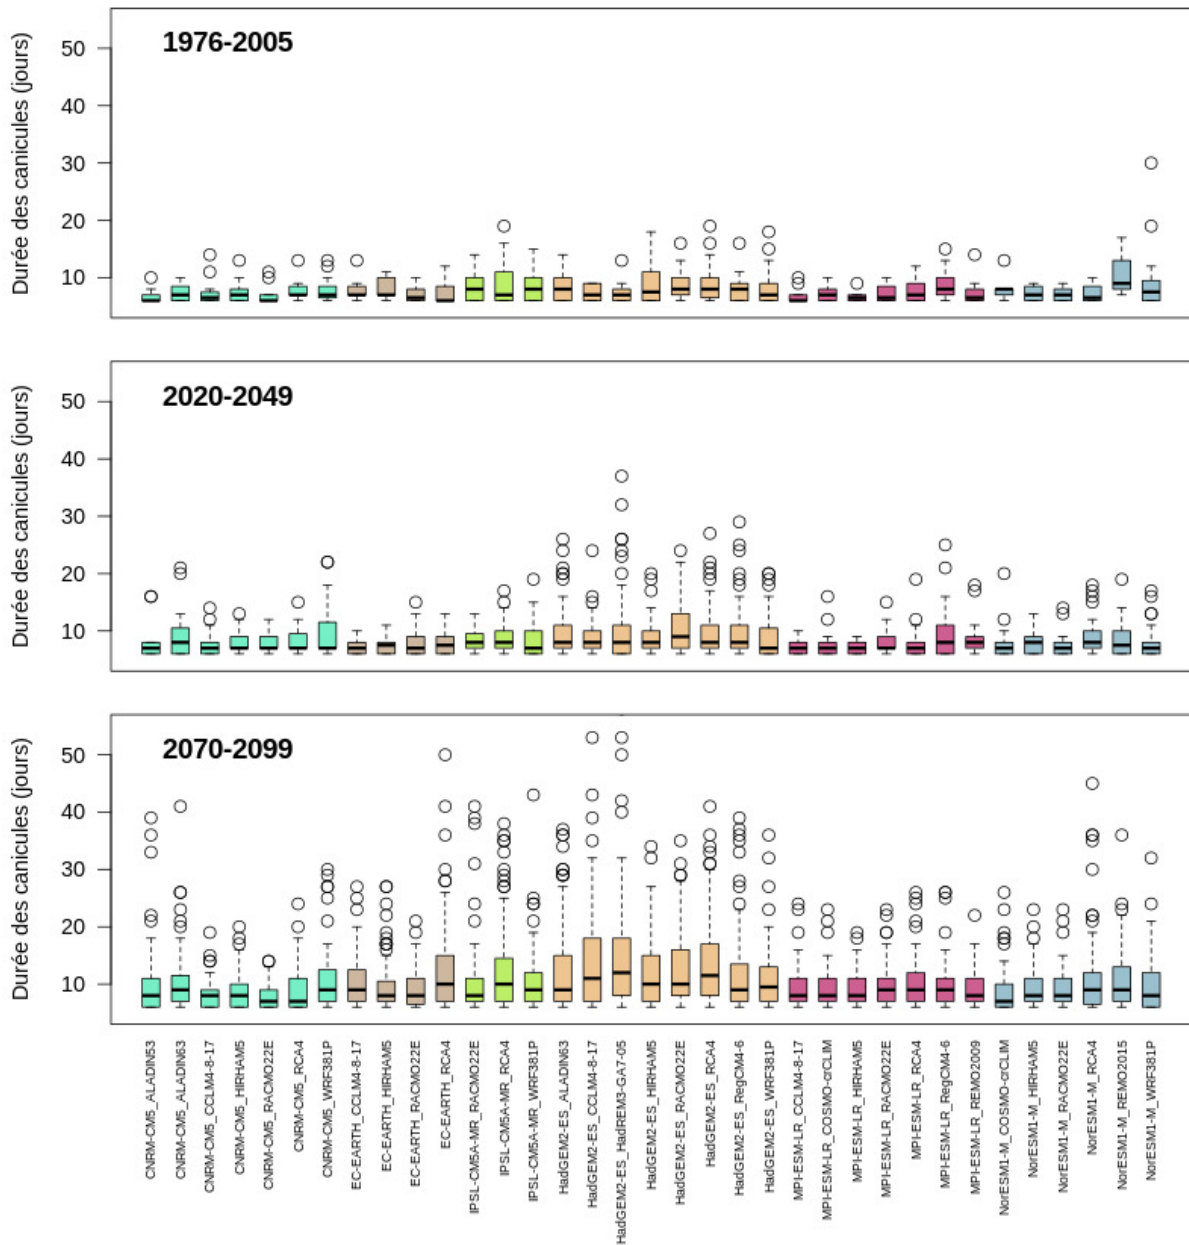 1976-2005
Durée des canicules (jours)
50
40
30
20
10
2020-2049
Durée des canicules (jours)
50
40
30
20
10
2070-2099
Durée des canicules (jours)
50
40
30
20
10
CNRM-CM5_ALADIN53
CNRM-CM5_ALADIN63
CNRM-CM5_CCLM4-8-17
CNRM-CM5_HIRHAM5
CNRM-CM5_RACMO22E
CNRM-CM5_RCA4
CNRM-CM5_WRF381P
EC-EARTH_CCLM4-8-17
EC-EARTH_HIRHAM5
EC-EARTH_RACMO22E
EC-EARTH_RCA4
IPSL-CM5A-MR_RACMO22E
IPSL-CM5A-MR_RCA4
IPSL-CM5A-MR_WRF381P
HadGEM2-ES_ALADIN63
HadGEM2-ES_CCLM4-8-17
HadGEM2-ES_HadREM3-GA7-05
HadGEM2-ES_HIRHAM5
HadGEM2-ES_RACMO22E
HadGEM2-ES_RCA4
HadGEM2-ES_RegCM4-6
HadGEM2-ES_WRF381P
MPI-ESM-LR_CCLM4-8-17
MPI-ESM-LR_COSMO-crCLIM
MPI-ESM-LR_HIRHAM5
MPI-ESM-LR_RACMO22E
MPI-ESM-LR_RCA4
MPI-ESM-LR_RegCM4-6
MPI-ESM-LR_REMO2009
NorESM1-M_COSMO-crCLIM
NorESM1-M_HIRHAM5
NorESM1-M_RACMO22E
NorESM1-M_RCA4
NorESM1-M_REMO2015
NorESM1-M_WRF381P